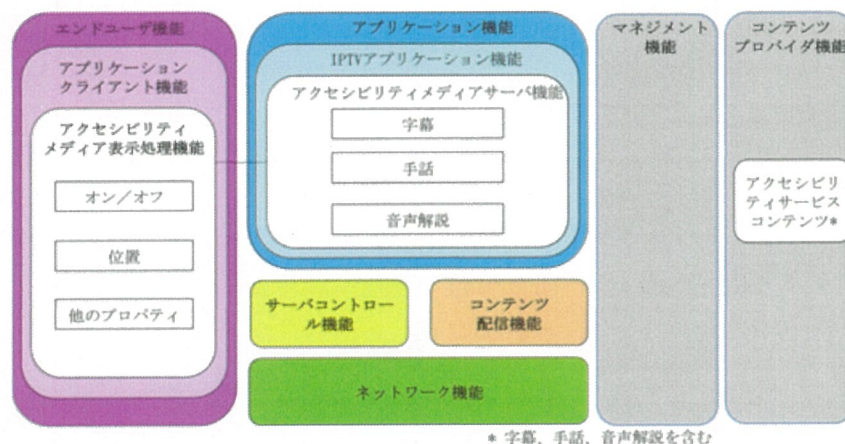 エンドユーザ機能
アプリケーション
クライアント機能
アクセシビリティ
メディア表示処理機能
オン／オフ
位置
他のプロパティ
アプリケーション機能
IPTVアプリケーション機能
アクセシビリティメディアサーバ機能
字幕
手話
音声解説
サーバコントロー
ル機能
コンテンツ
配信機能
ネットワーク機能
マネジメント
機能
コンテンツ
プロバイダ機能
アクセシビリ
ティサービス
コンテンツ*
* 字幕、手話、音声解説を含む